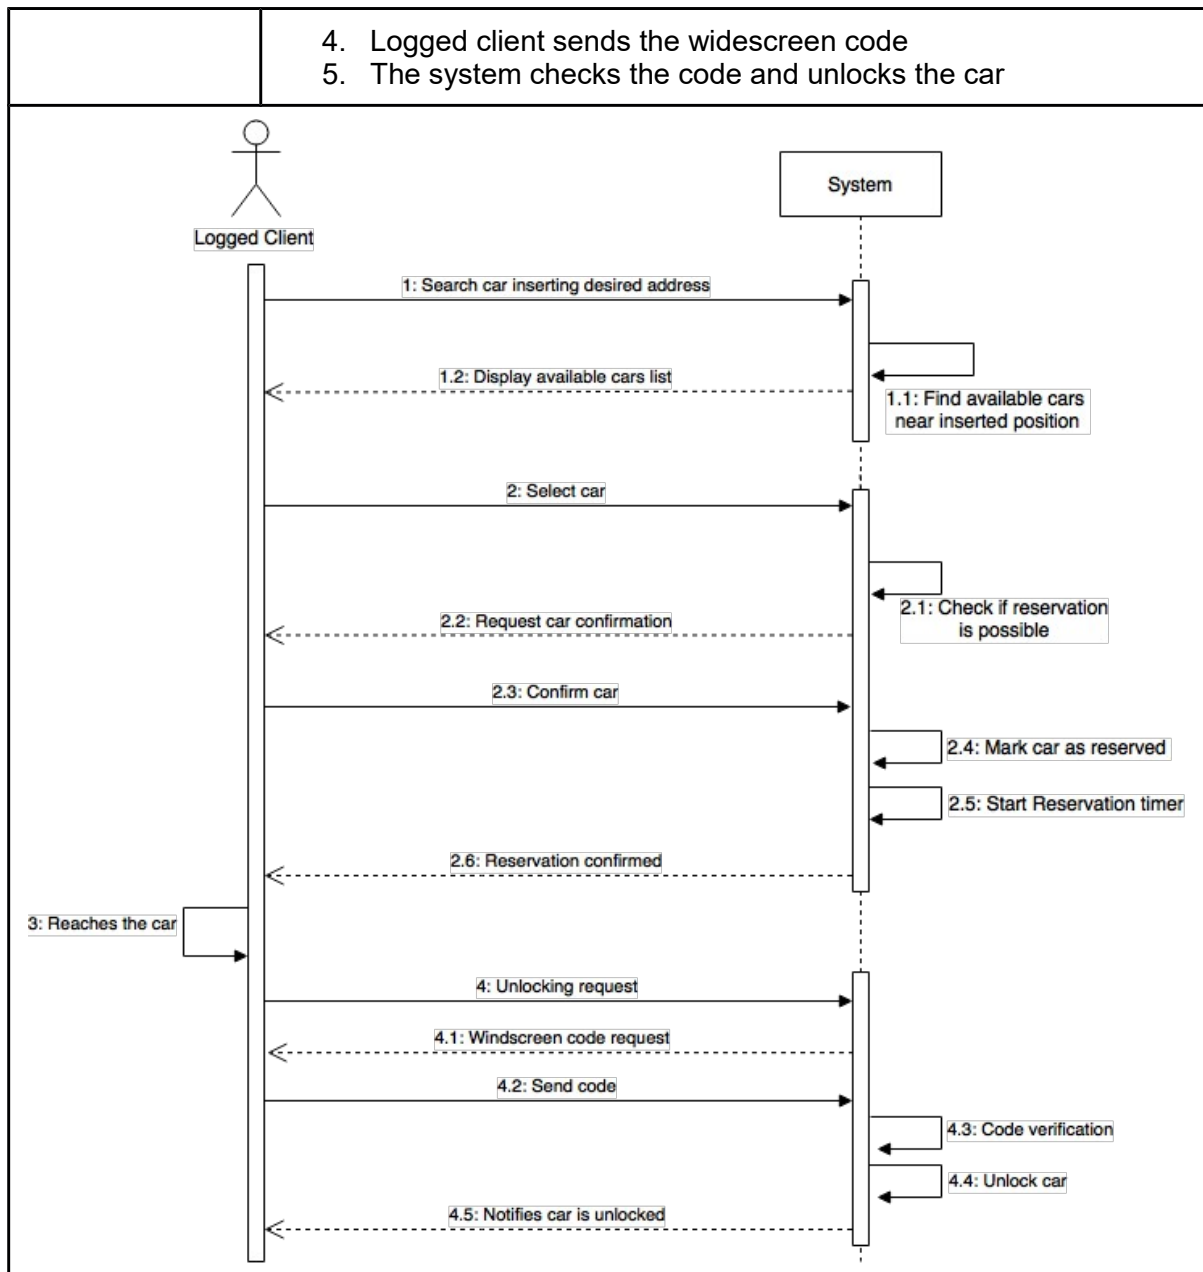 4. Logged client sends the widescreen code
5. The system checks the code and unlocks the car
System
Logged Client
1: Search car inserting desired address
1.2: Display available cars list
1.1: Find available cars
near inserted position
2: Select car
2.1: Check if reservation
is possible
2.2: Request car confirmation
2.3: Confirm car
2.4: Mark car as reserved
2.5: Start Reservation timer
2.6: Reservation confirmed
3: Reaches the car
4: Unlocking request
4.1: Windscreen code request
4.2: Send code
4.3: Code verification
4.4: Unlock car
4.5: Notifies car is unlocked